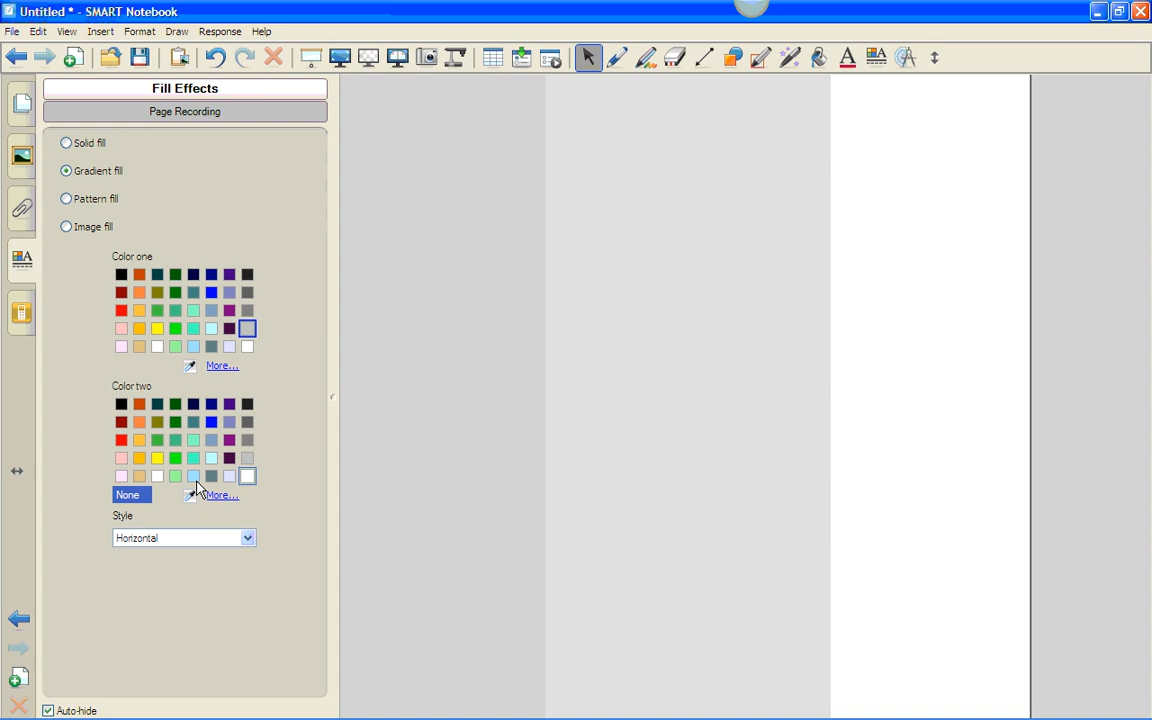 Untitled * - SMART Notebook
File Edit View Insert Format Draw Response Help
Fill Effects
Page Recording
Solid fill
Gradient fill
Pattern fill
Image fill
Color one
More...
Color two
None More...
Style
Horizontal
Auto-hide